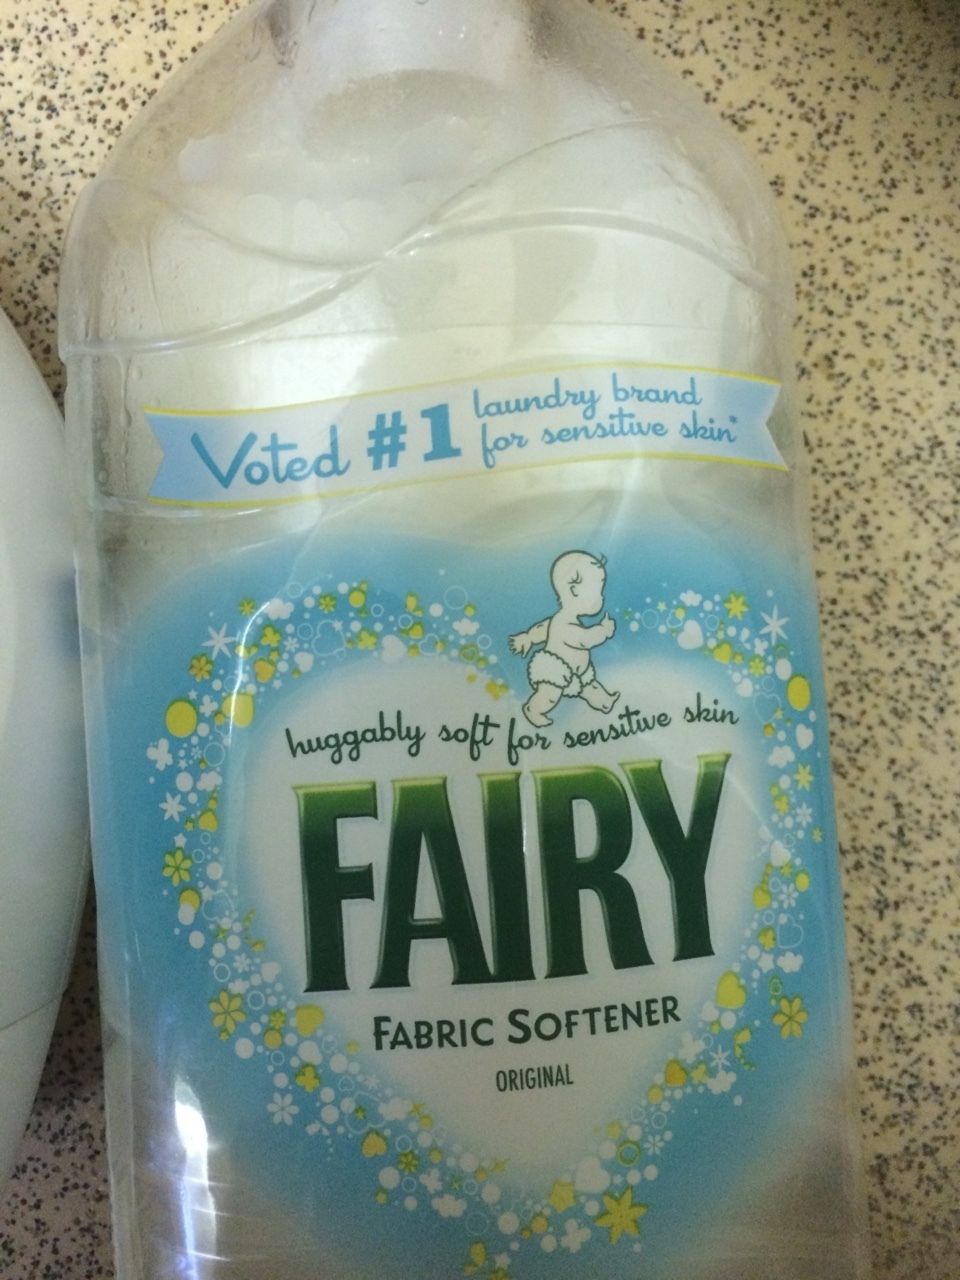 Voted #1 laundry brand
for sensitive skin*
huggably soft for sensitive skin
FAIRY
FABRIC SOFTENER
ORIGINAL